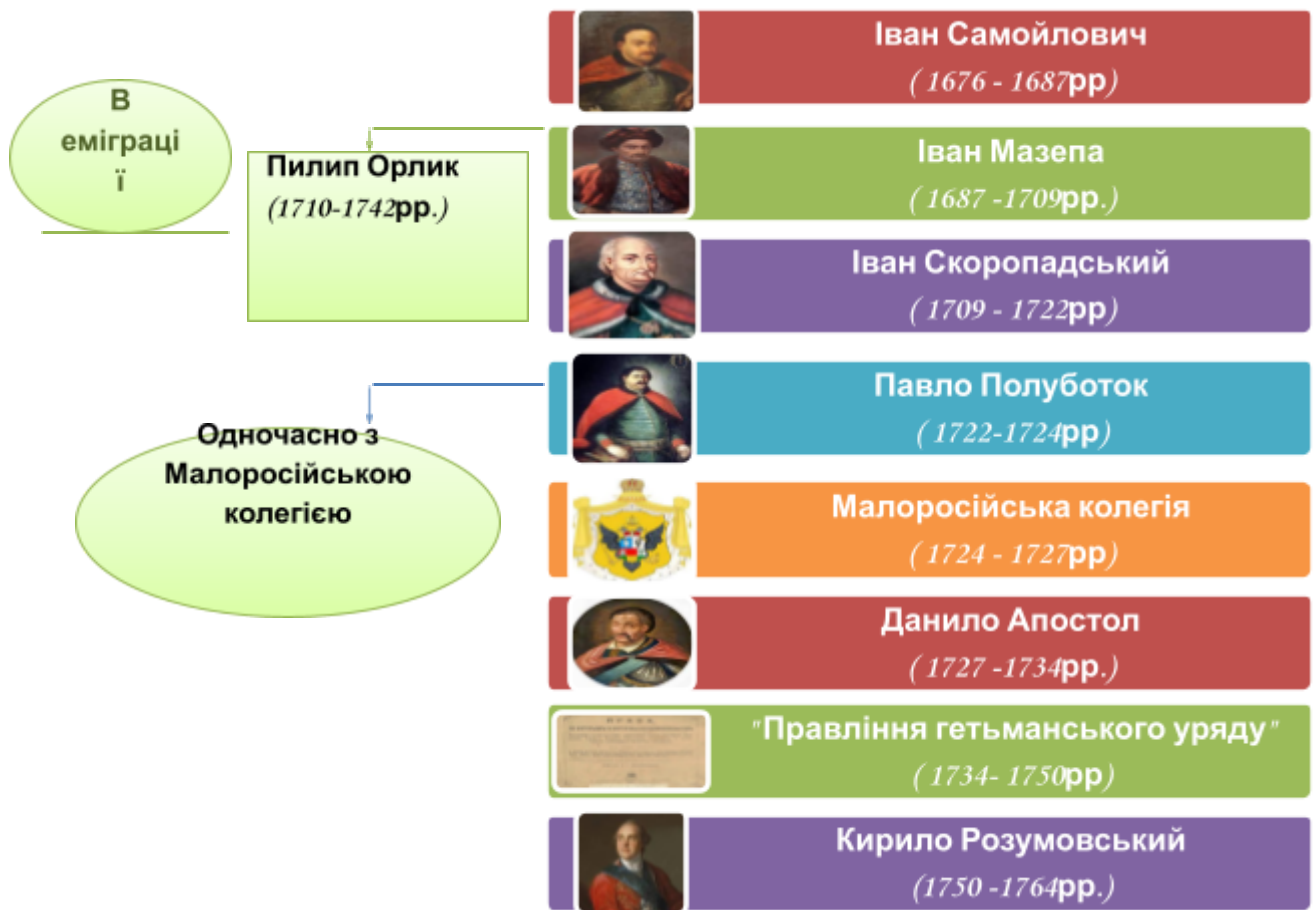 В
еміграці
ї
Пилип Орлик
(1710-1742рр.)
Одночасно з
Малоросійською
колегією
Іван Самойлович
( 1676 - 1687рр)
Іван Мазепа
(1687 -1709рр.)
Іван Скоропадський
( 1709 - 1722рр)
Павло Полуботок
( 1722-1724рр)
Малоросійська колегія
( 1724 - 1727рр)
Данило Апостол
( 1727 -1734рр.)
"Правління гетьманського уряду"
( 1734- 1750рр)
Кирило Розумовський
(1750 -1764рр.)